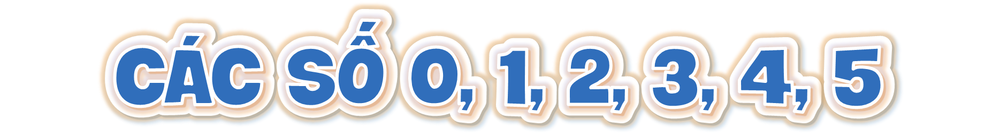 CÁC SỐ 0, 1, 2, 3, 4, 5